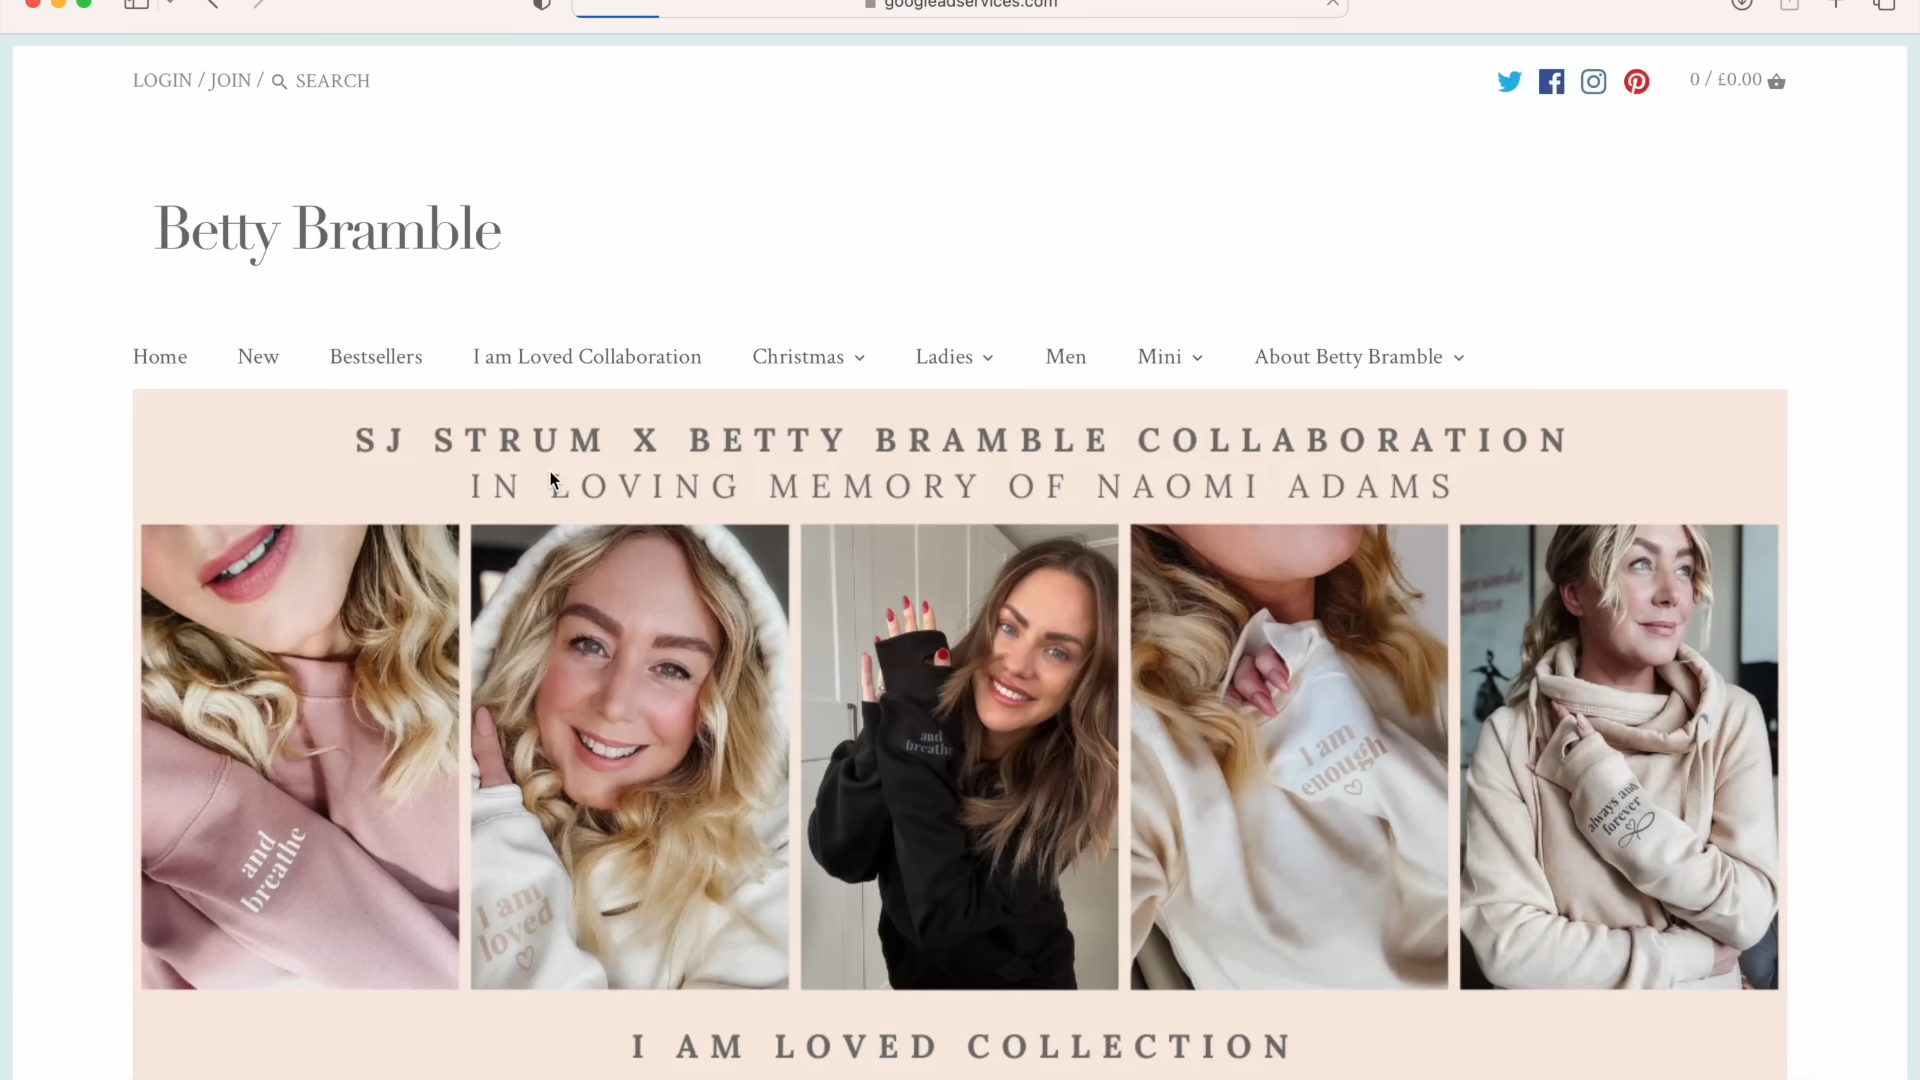 googleadservices.com
LOGIN / JOIN / SEARCH
0 / £0.00
Betty Bramble
Home New Bestsellers I am Loved Collaboration Christmas Ladies Men Mini About Betty Bramble
SJ STRUM X BETTY BRAMBLE COLLABORATION
IN LOVING MEMORY OF NAOMI ADAMS
and
breathe
I am
loved
and
breathe
I am
enough
always and
forever
I AM LOVED COLLECTION